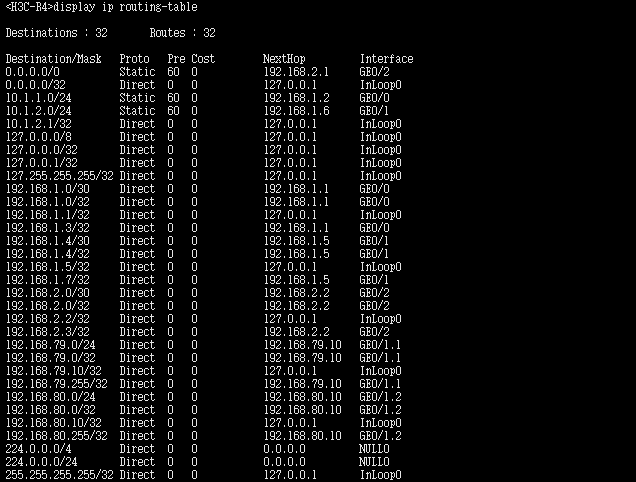 <H3C-R4>display ip routing-table
Destinations : 32 Routes : 32
Destination/Mask Proto Pre Cost NextHop Interface
0.0.0.0/0 Static 60 0 192.168.2.1 GE0/2
0.0.0.0/32 Direct 0 0 127.0.0.1 InLoop0
10.1.1.0/24 Static 60 0 192.168.1.2 GE0/0
10.1.2.0/24 Static 60 0 192.168.1.6 GE0/1
10.1.2.1/32 Direct 0 0 127.0.0.1 InLoop0
127.0.0.0/8 Direct 0 0 127.0.0.1 InLoop0
127.0.0.0/32 Direct 0 0 127.0.0.1 InLoop0
127.0.0.1/32 Direct 0 0 127.0.0.1 InLoop0
127.255.255.255/32 Direct 0 0 127.0.0.1 InLoop0
192.168.1.0/30 Direct 0 0 192.168.1.1 GE0/0
192.168.1.0/32 Direct 0 0 192.168.1.1 GE0/0
192.168.1.1/32 Direct 0 0 127.0.0.1 InLoop0
192.168.1.3/32 Direct 0 0 192.168.1.1 GE0/0
192.168.1.4/30 Direct 0 0 192.168.1.5 GE0/1
192.168.1.4/32 Direct 0 0 192.168.1.5 GE0/1
192.168.1.5/32 Direct 0 0 127.0.0.1 InLoop0
192.168.1.7/32 Direct 0 0 192.168.1.5 GE0/1
192.168.2.0/30 Direct 0 0 192.168.2.2 GE0/2
192.168.2.0/32 Direct 0 0 192.168.2.2 GE0/2
192.168.2.2/32 Direct 0 0 127.0.0.1 InLoop0
192.168.2.3/32 Direct 0 0 192.168.2.2 GE0/2
192.168.79.0/24 Direct 0 0 192.168.79.10 GE0/1.1
192.168.79.0/32 Direct 0 0 192.168.79.10 GE0/1.1
192.168.79.10/32 Direct 0 0 127.0.0.1 InLoop0
192.168.79.255/32 Direct 0 0 192.168.79.10 GE0/1.1
192.168.80.0/24 Direct 0 0 192.168.80.10 GE0/1.2
192.168.80.0/32 Direct 0 0 192.168.80.10 GE0/1.2
192.168.80.10/32 Direct 0 0 127.0.0.1 InLoop0
192.168.80.255/32 Direct 0 0 192.168.80.10 GE0/1.2
224.0.0.0/4 Direct 0 0 0.0.0.0 NULL0
224.0.0.0/24 Direct 0 0 0.0.0.0 NULL0
255.255.255.255/32 Direct 0 0 127.0.0.1 InLoop0